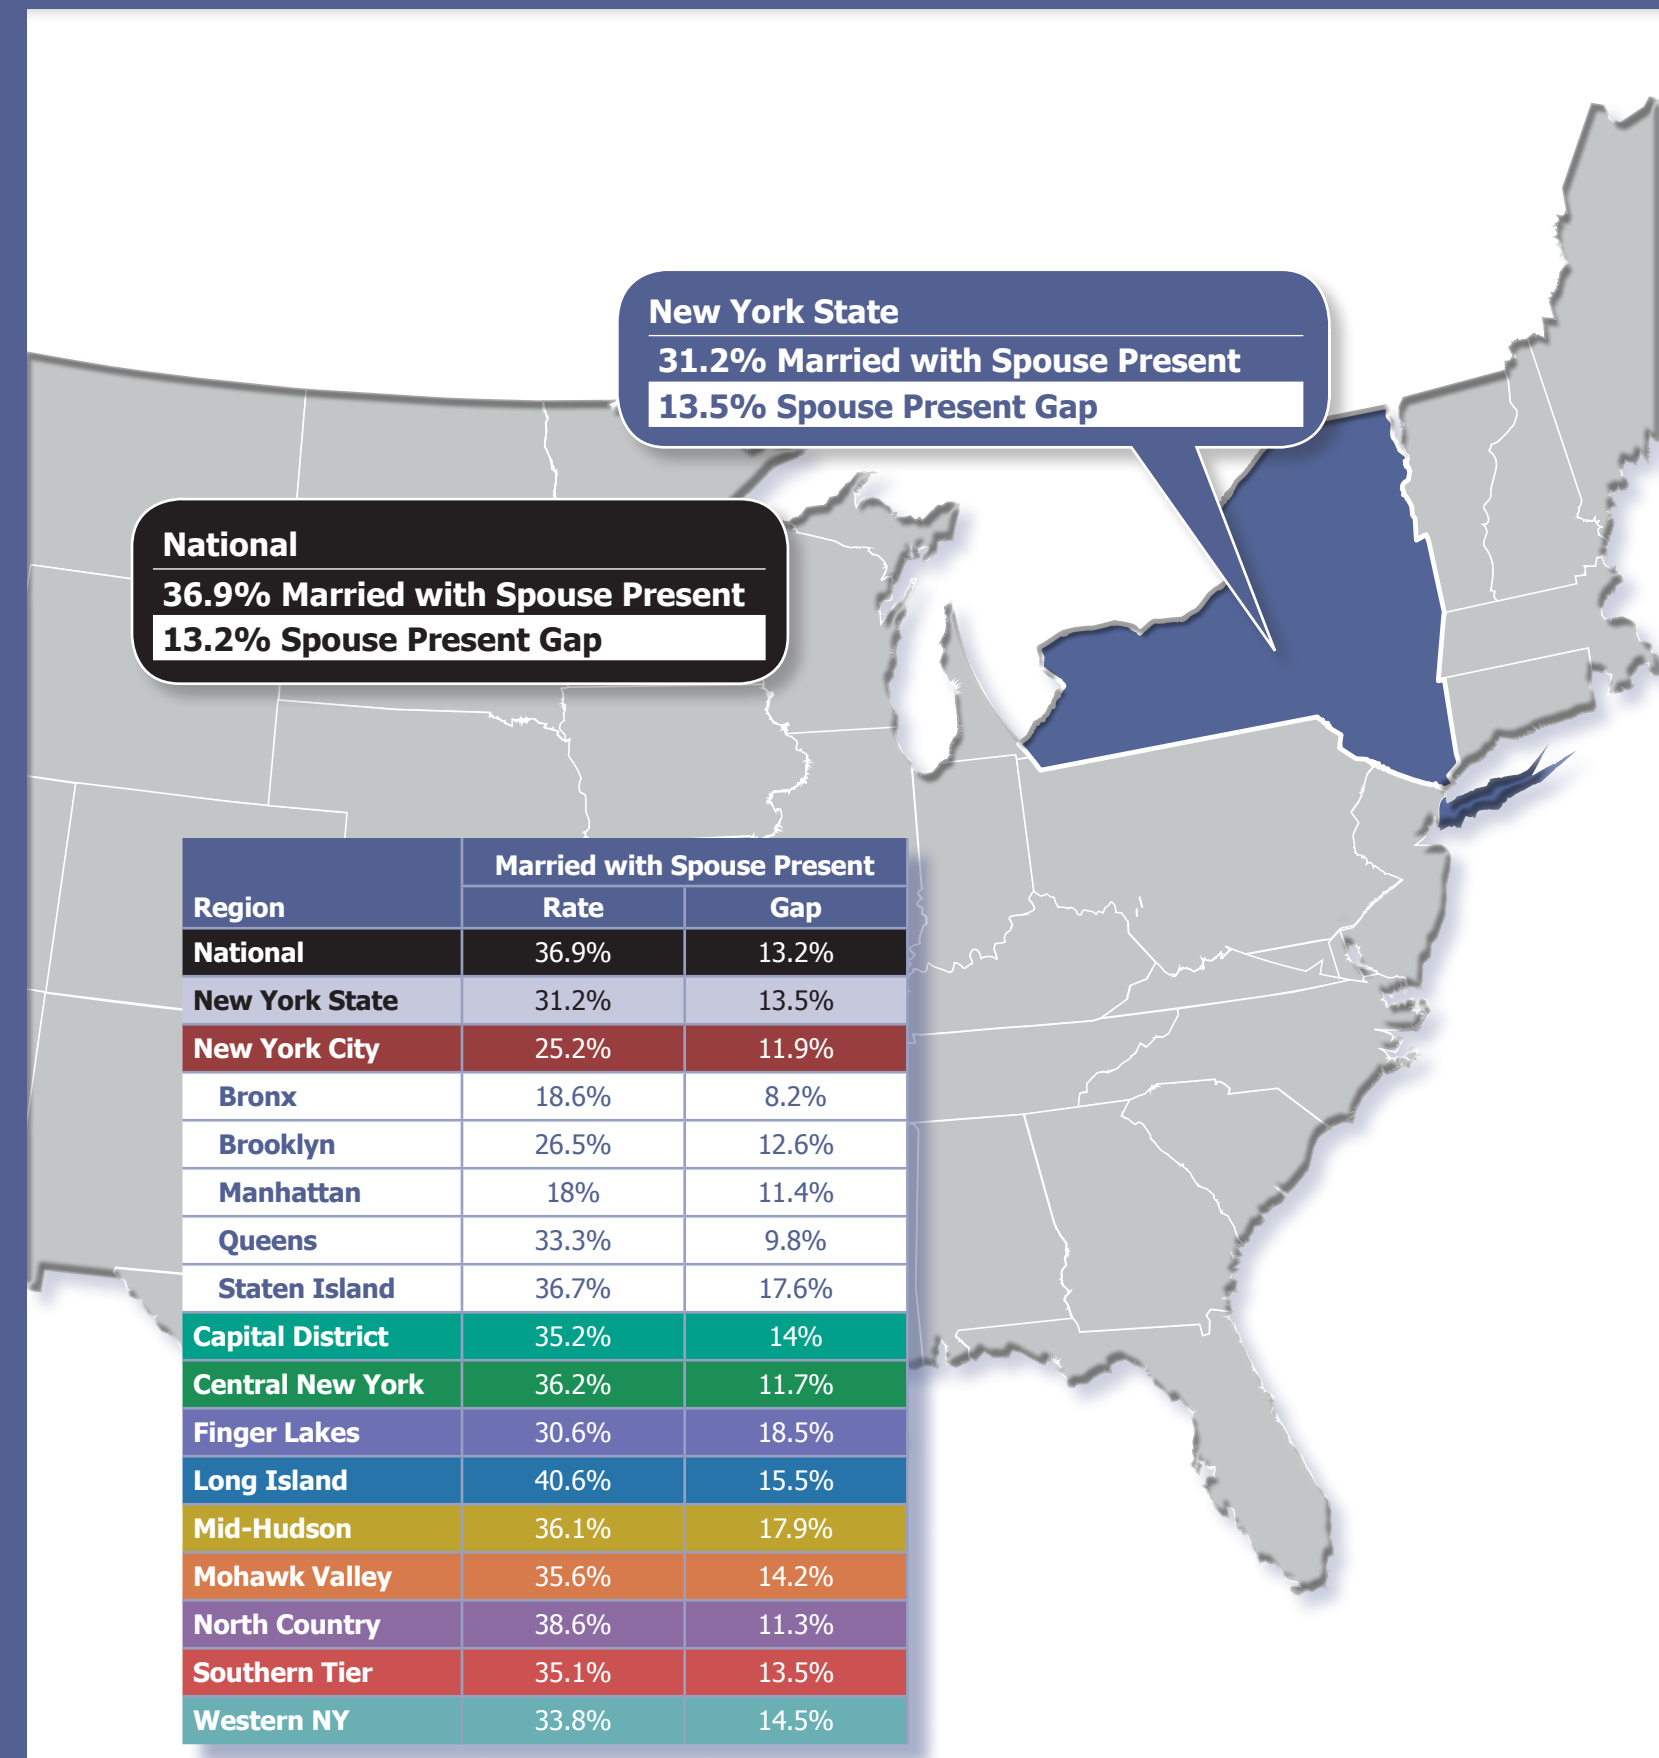 New York State
31.2% Married with Spouse Present
13.5% Spouse Present Gap
National
36.9% Married with Spouse Present
13.2% Spouse Present Gap
Married with Spouse Present
Region Rate Gap
National 36.9% 13.2%
New York State 31.2% 13.5%
New York City 25.2% 11.9%
Bronx 18.6% 8.2%
Brooklyn 26.5% 12.6%
Manhattan 18% 11.4%
Queens 33.3% 9.8%
Staten Island 36.7% 17.6%
Capital District 35.2% 14%
Central New York 36.2% 11.7%
Finger Lakes 30.6% 18.5%
Long Island 40.6% 15.5%
Mid-Hudson 36.1% 17.9%
Mohawk Valley 35.6% 14.2%
North Country 38.6% 11.3%
Southern Tier 35.1% 13.5%
Western NY 33.8% 14.5%